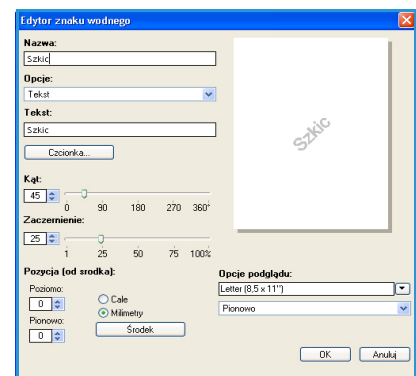 Edytor znaku wodnego
Nazwa:
Szkic
Opcje:
Tekst
Tekst:
Szkic
Szkic
Czcionka...
Kąt:
45
0 90 180 270 360°
Zaczernienie:
25
1 25 50 75 100%
Pozycja (od srodka):
Opcje podglądu:
Poziomo:
Letter (8,5 x 11")
0
Cale
Pionowo
Milimetry
Pionowo:
Środek
0
OK Anuluj